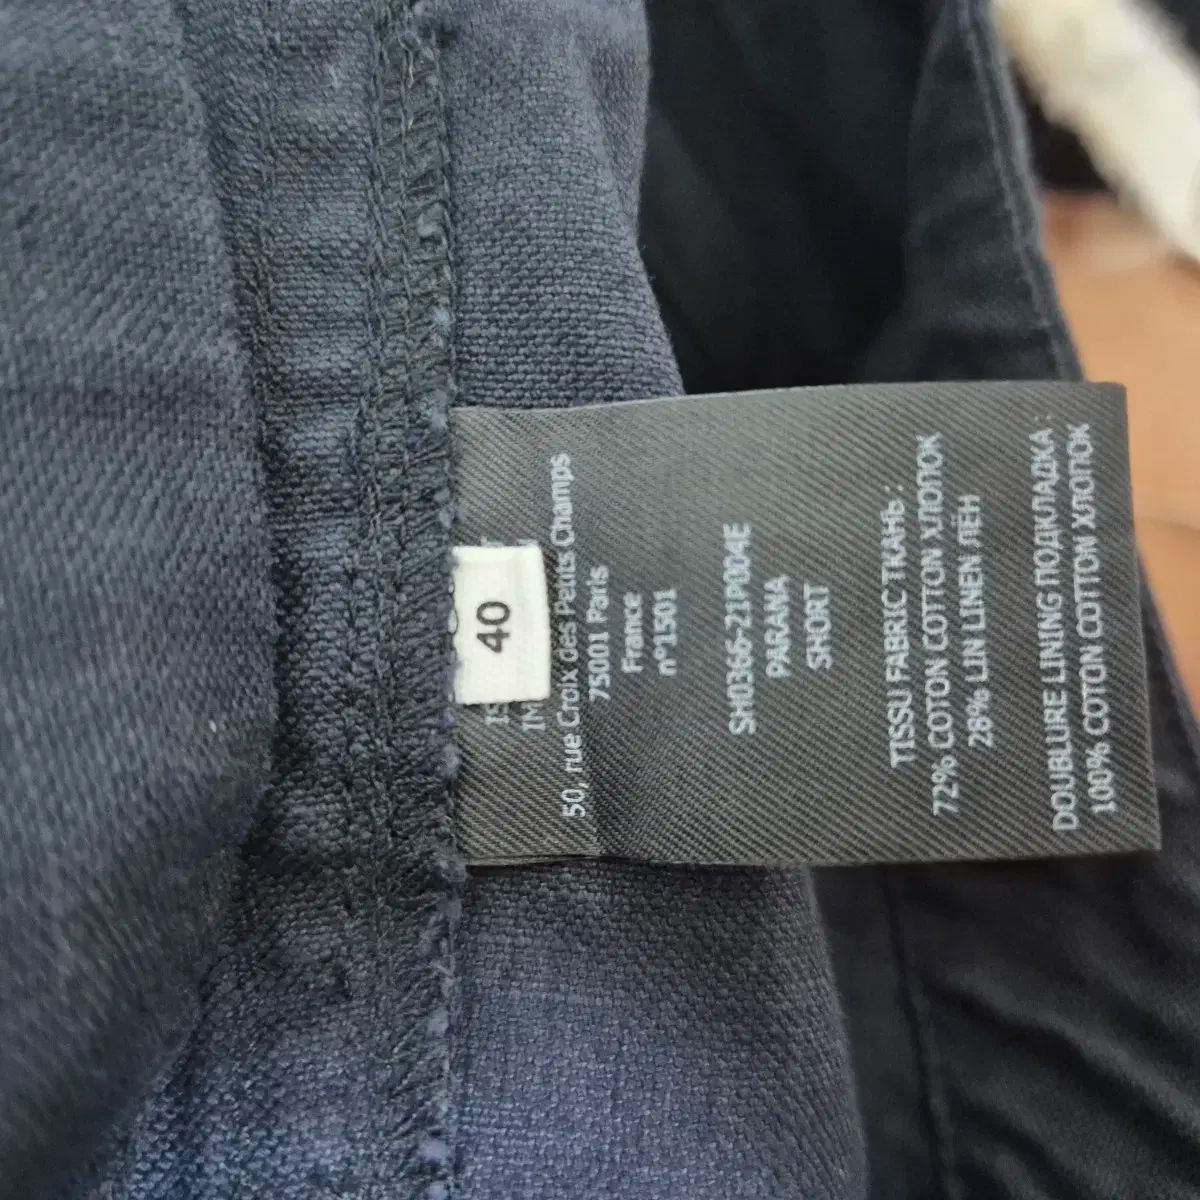 40
50, rue Croix des Petits Champs
75001 Paris
France
n°1501
SH0366-21P004E
PARANA
SHORT
TISSU FABRIC ТКАНЬ :
72% COTON COTTON ХЛОПОК
28% LIN LINEN ЛЁН
DOUBLURE LINING ПОДКЛАДКА :
100% COTON COTTON ХЛОПОК